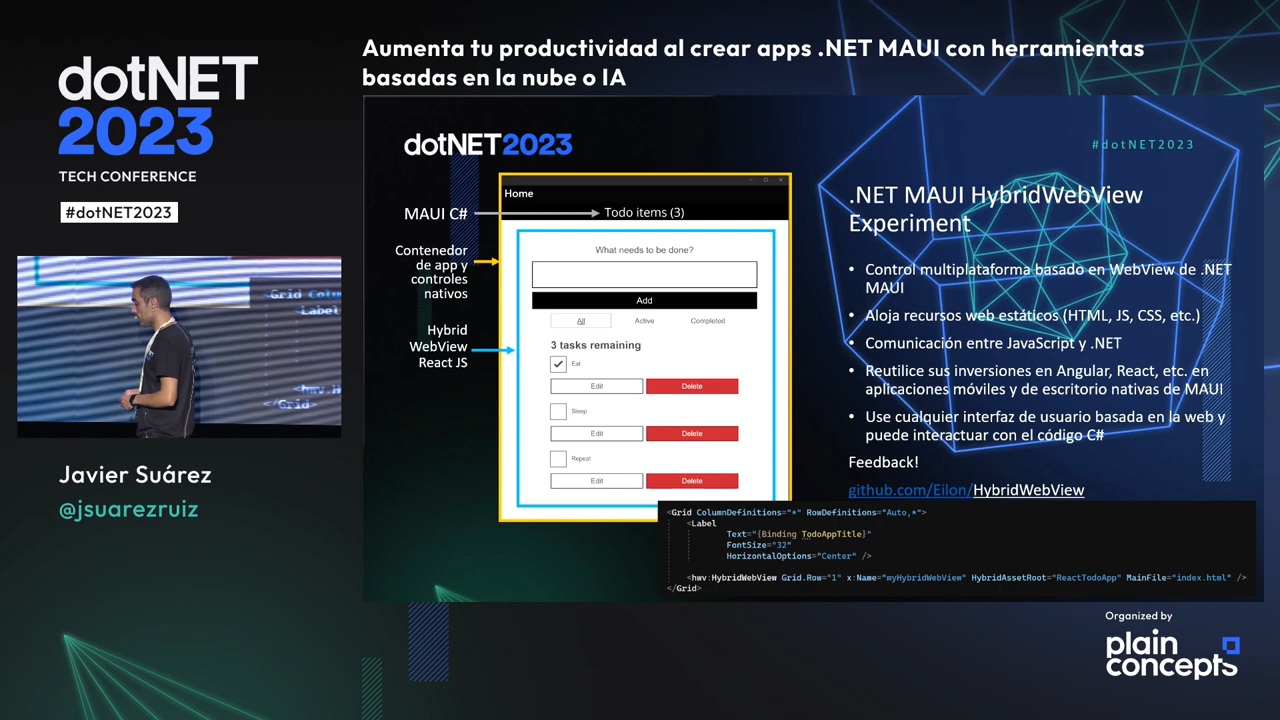 dotNET
2023
TECH CONFERENCE
#dotNET2023
Aumenta tu productividad al crear apps .NET MAUI con herramientas
basadas en la nube o IA
dotNET2023
#dotNET2023
MAUI C#
Contenedor
de app y
controles
nativos
Hybrid
WebView
React JS
Home
Todo items (3)
What needs to be done?
Add
All
Active
Completed
3 tasks remaining
Eat
Edit
Delete
Sleep
Edit
Delete
Repeat
Edit
Delete
.NET MAUI HybridWebView
Experiment
• Control multiplataforma basado en WebView de .NET
MAUI
• Aloja recursos web estáticos (HTML, JS, CSS, etc.)
• Comunicación entre JavaScript y .NET
• Reutilice sus inversiones en Angular, React, etc. en
aplicaciones móviles y de escritorio nativas de MAUI
• Use cualquier interfaz de usuario basada en la web y
puede interactuar con el código C#
Feedback!
github.com/Eilon/HybridWebView
<Grid ColumnDefinitions="*" RowDefinitions="Auto,*">
<Label
Text="{Binding TodoAppTitle}"
FontSize="32"
HorizontalOptions="Center" />
<hwv:HybridWebView Grid.Row="1" x:Name="myHybridWebView" HybridAssetRoot="ReactTodoApp" MainFile="index.html" />
</Grid>
<Grid Colum
Label
<hwv.H
</Grid>
Javier Suárez
@jsuarezruiz
Organized by
plain
concepts